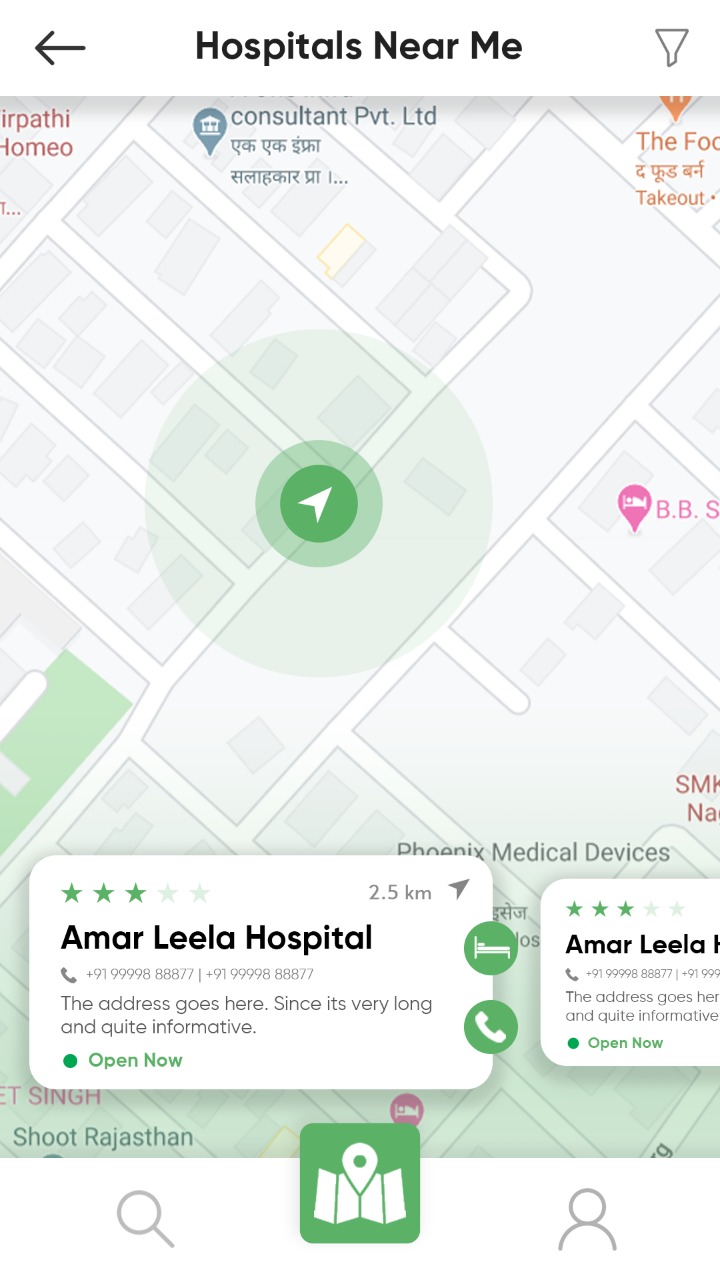 Hospitals Near Me
consultant Pvt. Ltd
एक एक इंफ्रा
सलाहकार प्रा ।...
irpathi
Homeo
The Foo
द फूड बर्न
Takeout •
B.B. S
SMK
Na
Phoenix Medical Devices
2.5 km
Amar Leela Hospital
+91 99998 88877 | +91 99998 88877
The address goes here. Since its very long
and quite informative.
Open Now
Amar Leela H
+91 99998 88877 | +91 999
The address goes her
and quite informative
Open Now
ET SINGH
Shoot Rajasthan